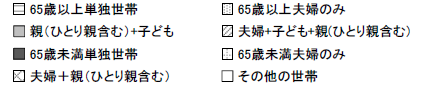 65歳以上単独世帯 65歳以上夫婦のみ
親（ひとり親含む）+子ども 夫婦+子ども+親（ひとり親含む）
65歳未満単独世帯 65歳未満夫婦のみ
夫婦＋親（ひとり親含む） その他の世帯